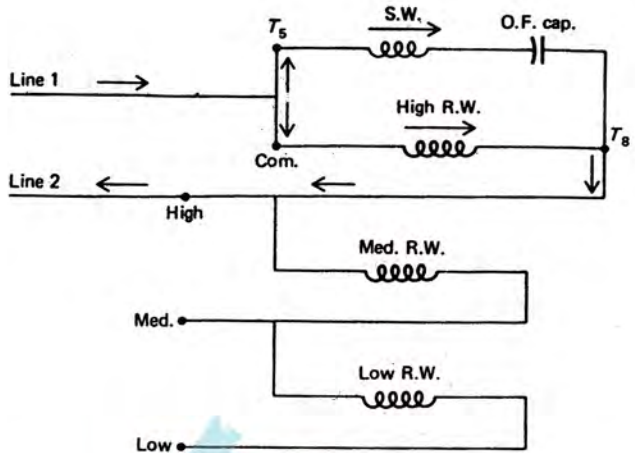 T5
S.W.
O.F. cap.
Line 1
High R.W.
T8
Com.
Line 2
High
Med. R.W.
Med.
Low R.W.
Low